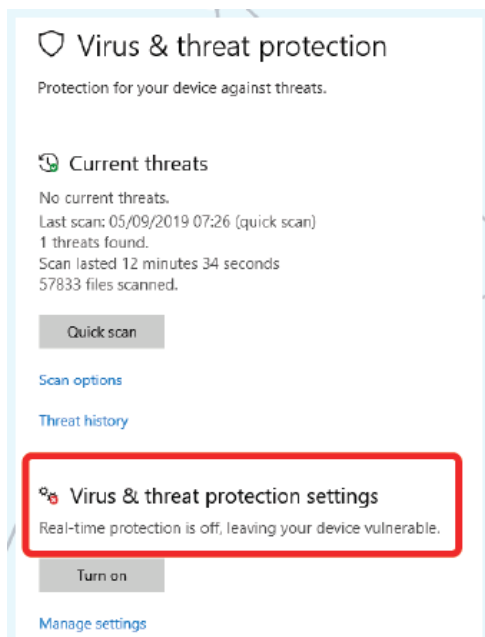 Virus & threat protection
Protection for your device against threats.
Current threats
No current threats.
Last scan: 05/09/2019 07:26 (quick scan)
1 threats found.
Scan lasted 12 minutes 34 seconds
57833 files scanned.
Quick scan
Scan options
Threat history
Virus & threat protection settings
Real-time protection is off, leaving your device vulnerable.
Turn on
Manage settings